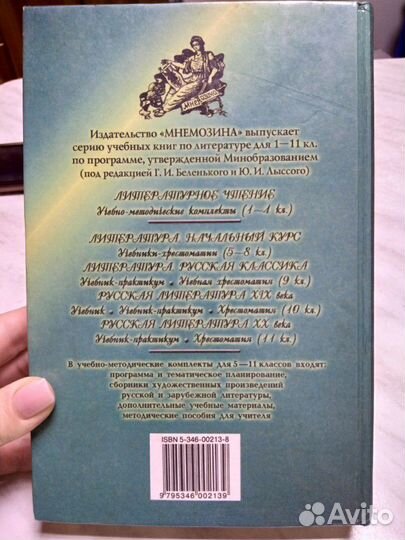 МНЕМОЗИНА
Издательство «МНЕМОЗИНА» выпускает
серию учебных книг по литературе для 1—11 кл.
по программе, утвержденной Минобразованием
(под редакцией Г. И. Беленького и Ю. И. Лыссого)
ЛИТЕРАТУРНОЕ ЧТЕНИЕ
Учебно-методические комплекты (1—4 кл.)
ЛИТЕРАТУРА. НАЧАЛЬНЫЙ КУРС
Учебники-хрестоматии (5—8 кл.)
ЛИТЕРАТУРА. РУССКАЯ КЛАССИКА
Учебник-практикум • Учебная хрестоматия (9 кл.)
РУССКАЯ ЛИТЕРАТУРА XIX века
Учебник • Учебник-практикум • Хрестоматия (10 кл.)
РУССКАЯ ЛИТЕРАТУРА XX века
Учебник-практикум • Хрестоматия (11 кл.)
В учебно-методические комплекты для 5—11 классов входят:
программа и тематическое планирование,
сборники художественных произведений
русской и зарубежной литературы,
дополнительные учебные материалы,
методические пособия для учителя
ISBN 5-346-00213-8
9 795346 002139
Avito